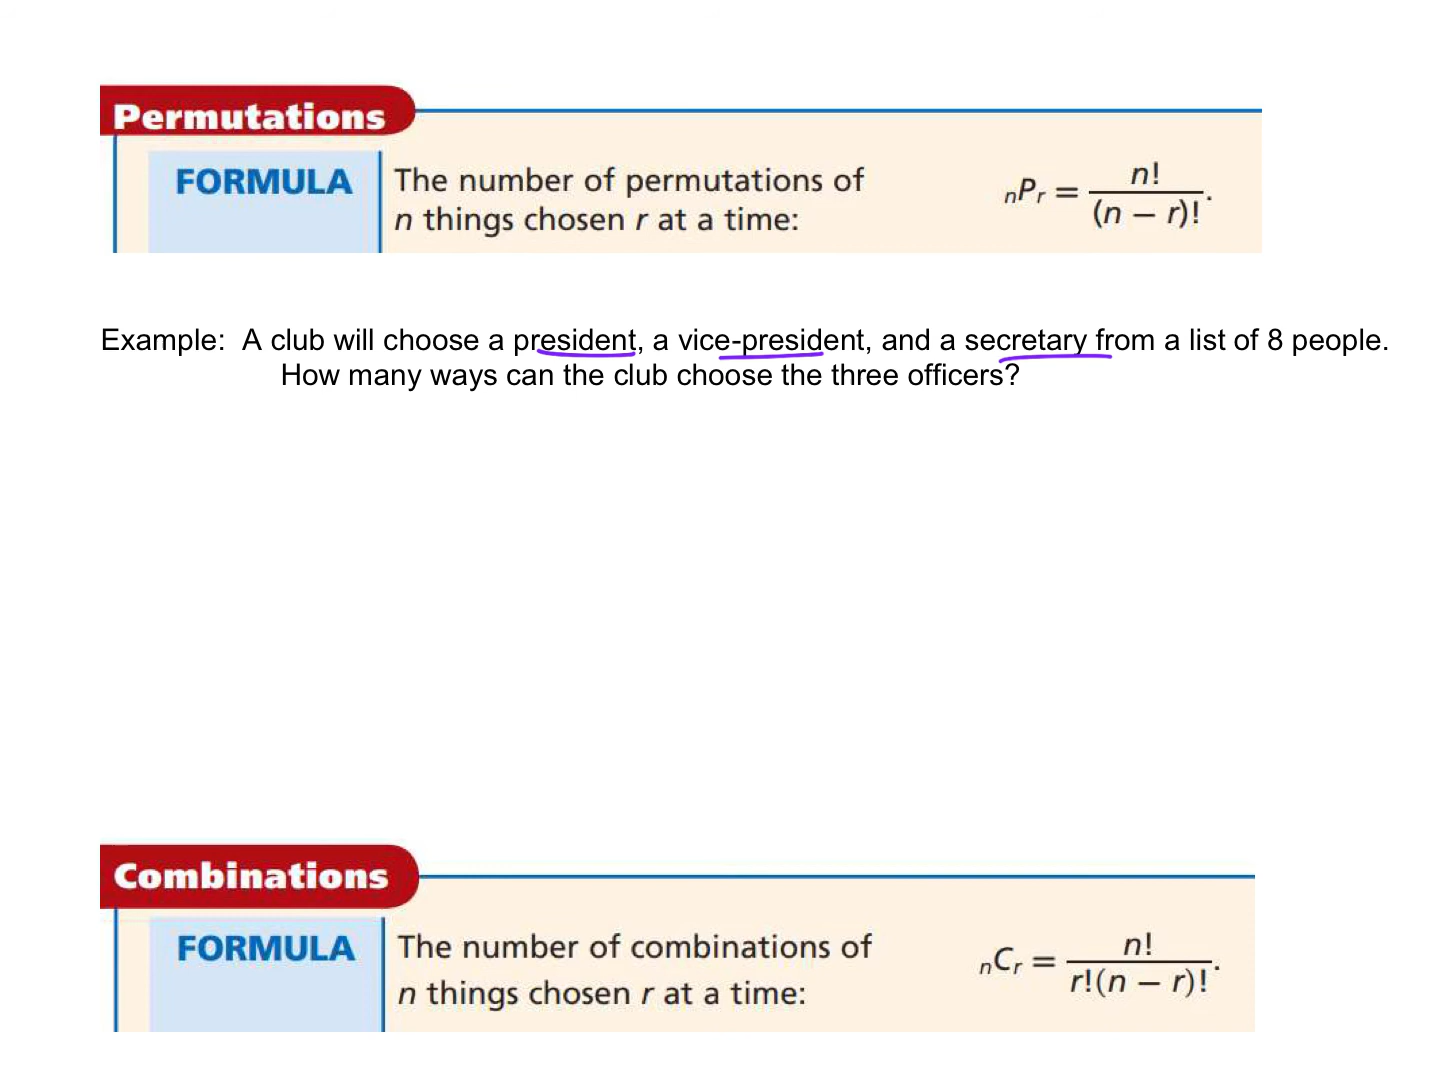 Permutations
FORMULA
The number of permutations of
n things chosen r at a time:
nPr = n! / (n − r)!.
Example: A club will choose a president, a vice-president, and a secretary from a list of 8 people.
How many ways can the club choose the three officers?
Combinations
FORMULA
The number of combinations of
n things chosen r at a time:
nCr = n! / r!(n − r)!.